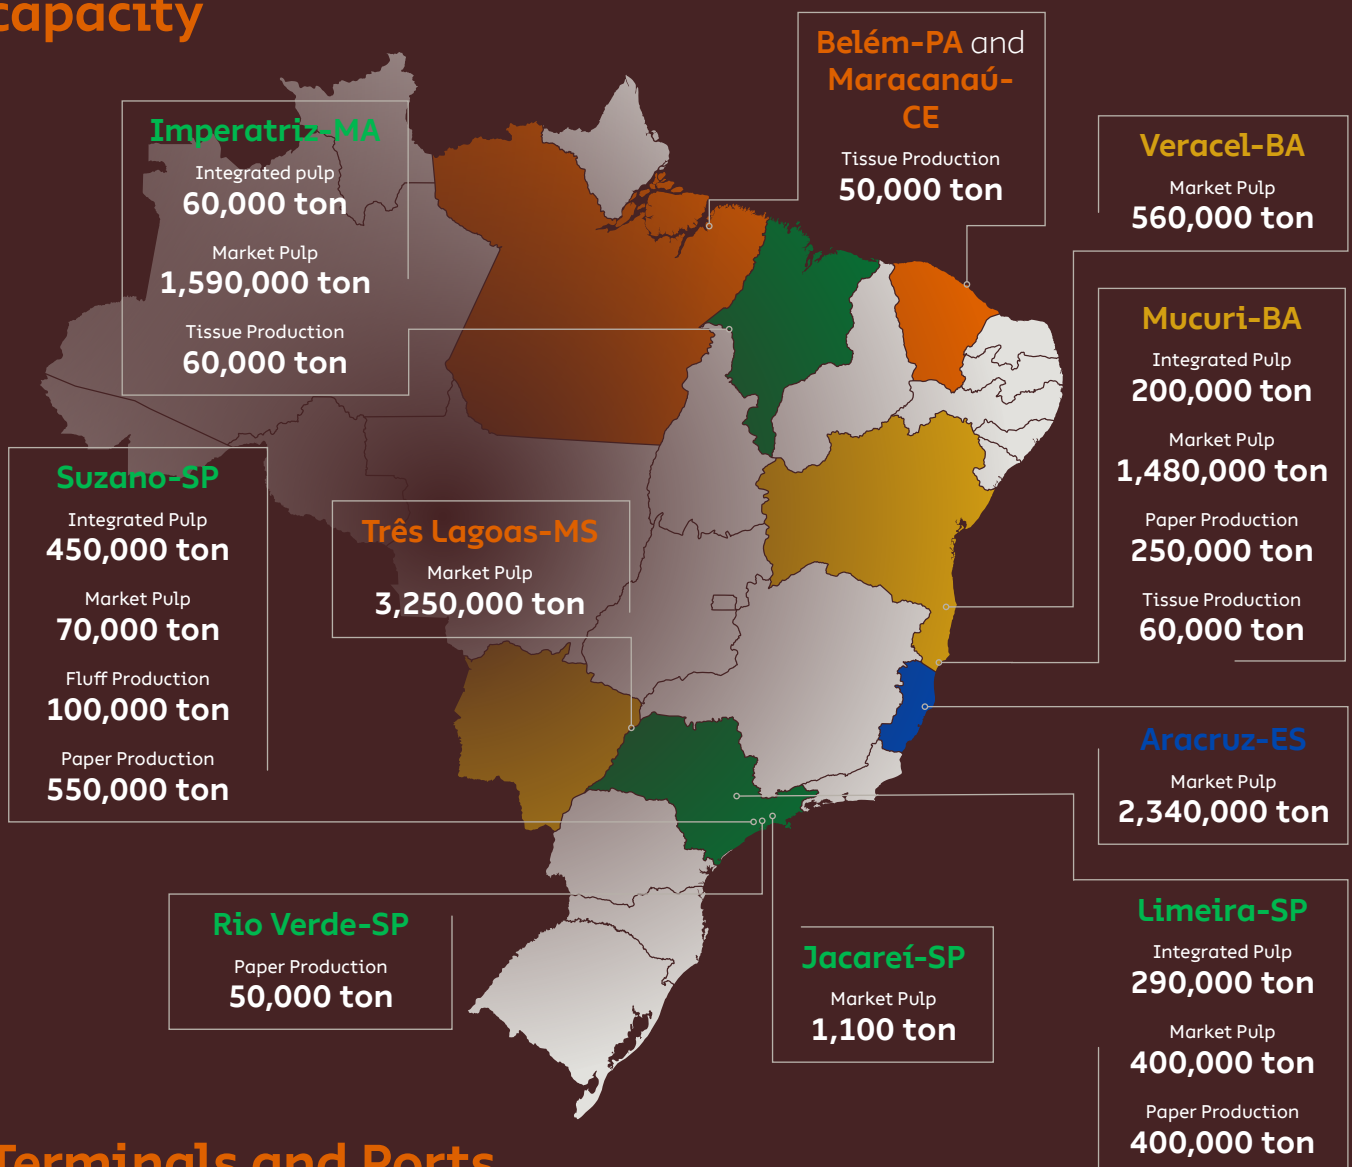 capacity
Belém-PA and
Maracanaú-
CE
Tissue Production
50,000 ton
Imperatriz-MA
Integrated pulp
60,000 ton
Market Pulp
1,590,000 ton
Tissue Production
60,000 ton
Veracel-BA
Market Pulp
560,000 ton
Mucuri-BA
Integrated Pulp
200,000 ton
Market Pulp
1,480,000 ton
Paper Production
250,000 ton
Tissue Production
60,000 ton
Suzano-SP
Integrated Pulp
450,000 ton
Market Pulp
70,000 ton
Fluff Production
100,000 ton
Paper Production
550,000 ton
Três Lagoas-MS
Market Pulp
3,250,000 ton
Aracruz-ES
Market Pulp
2,340,000 ton
Rio Verde-SP
Paper Production
50,000 ton
Jacareí-SP
Market Pulp
1,100 ton
Limeira-SP
Integrated Pulp
290,000 ton
Market Pulp
400,000 ton
Paper Production
400,000 ton
Terminals and Ports